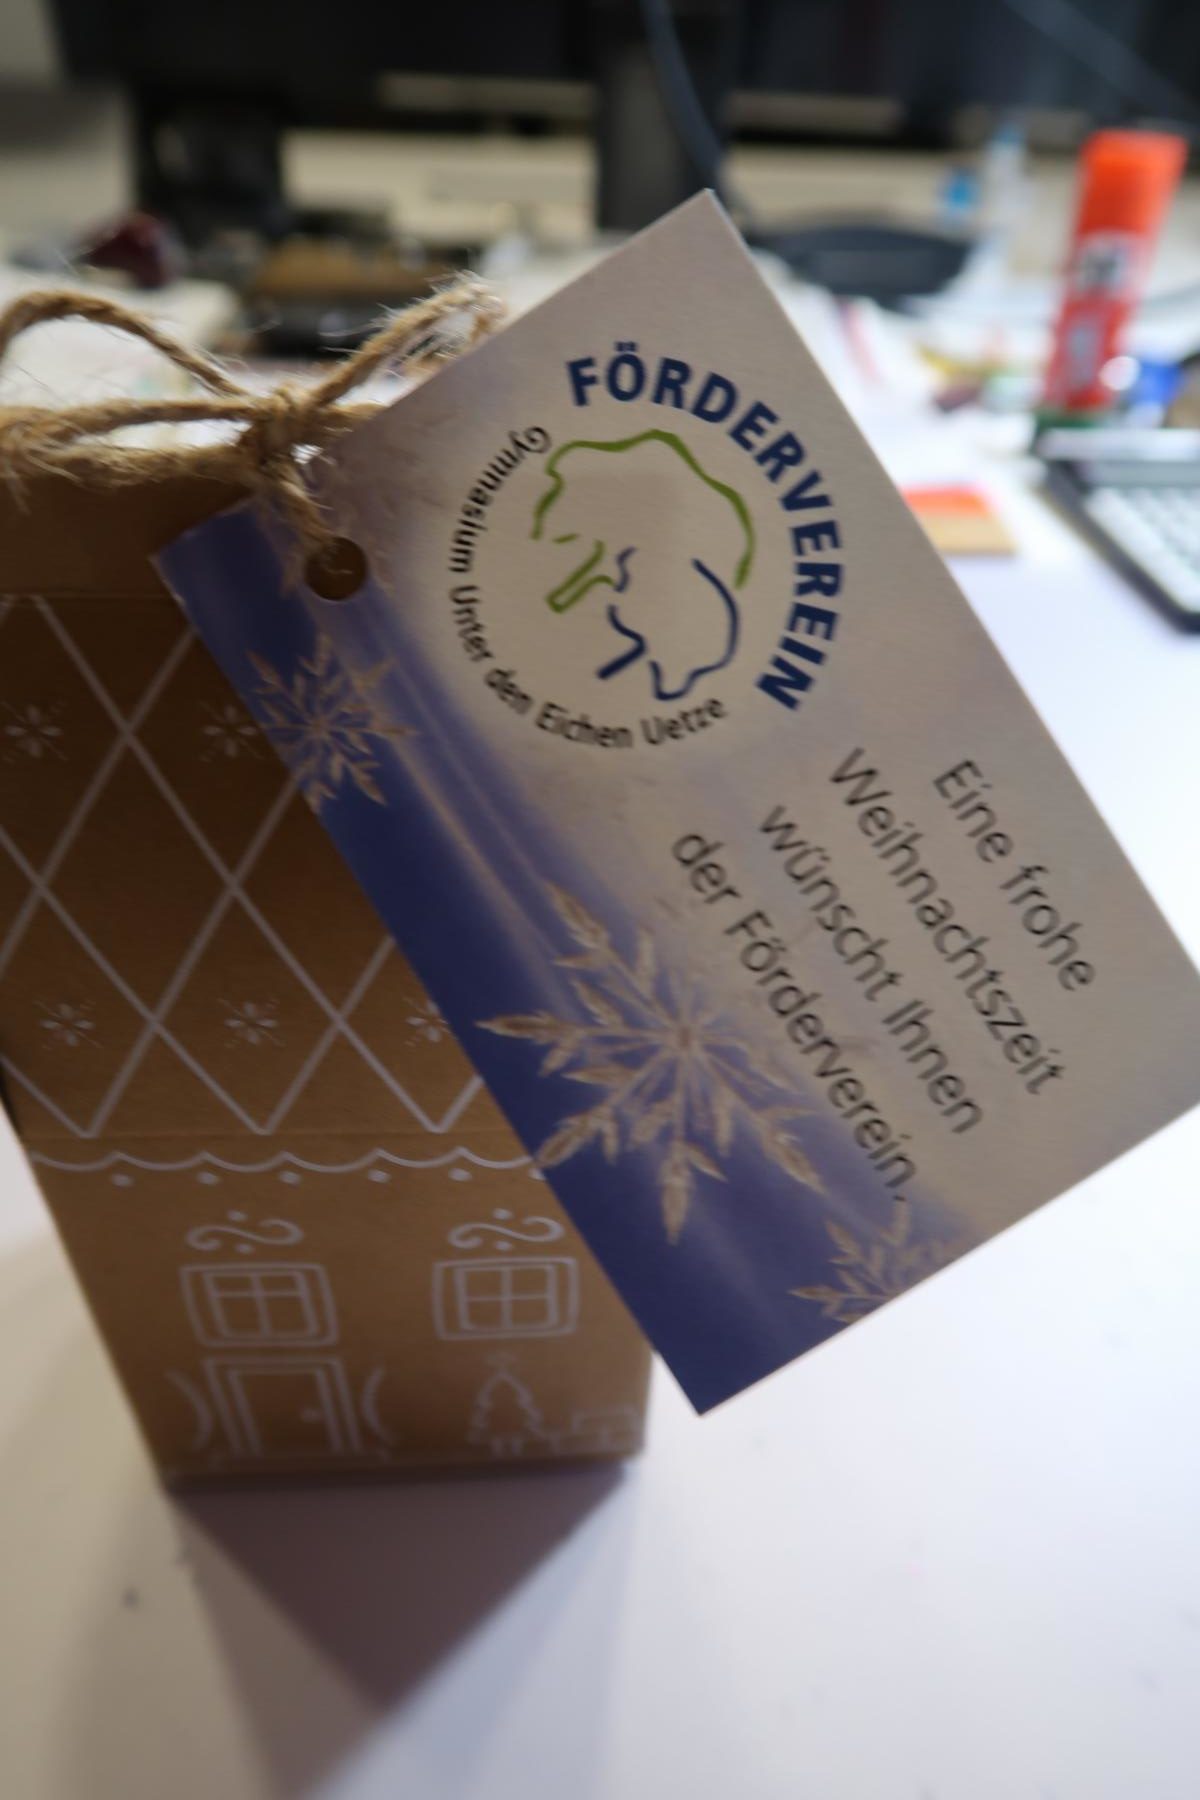 FÖRDERVEREIN
Gymnasium Unter den Eichen Uetze
Eine frohe
Weihnachtszeit
wünscht Ihnen
der Förderverein.